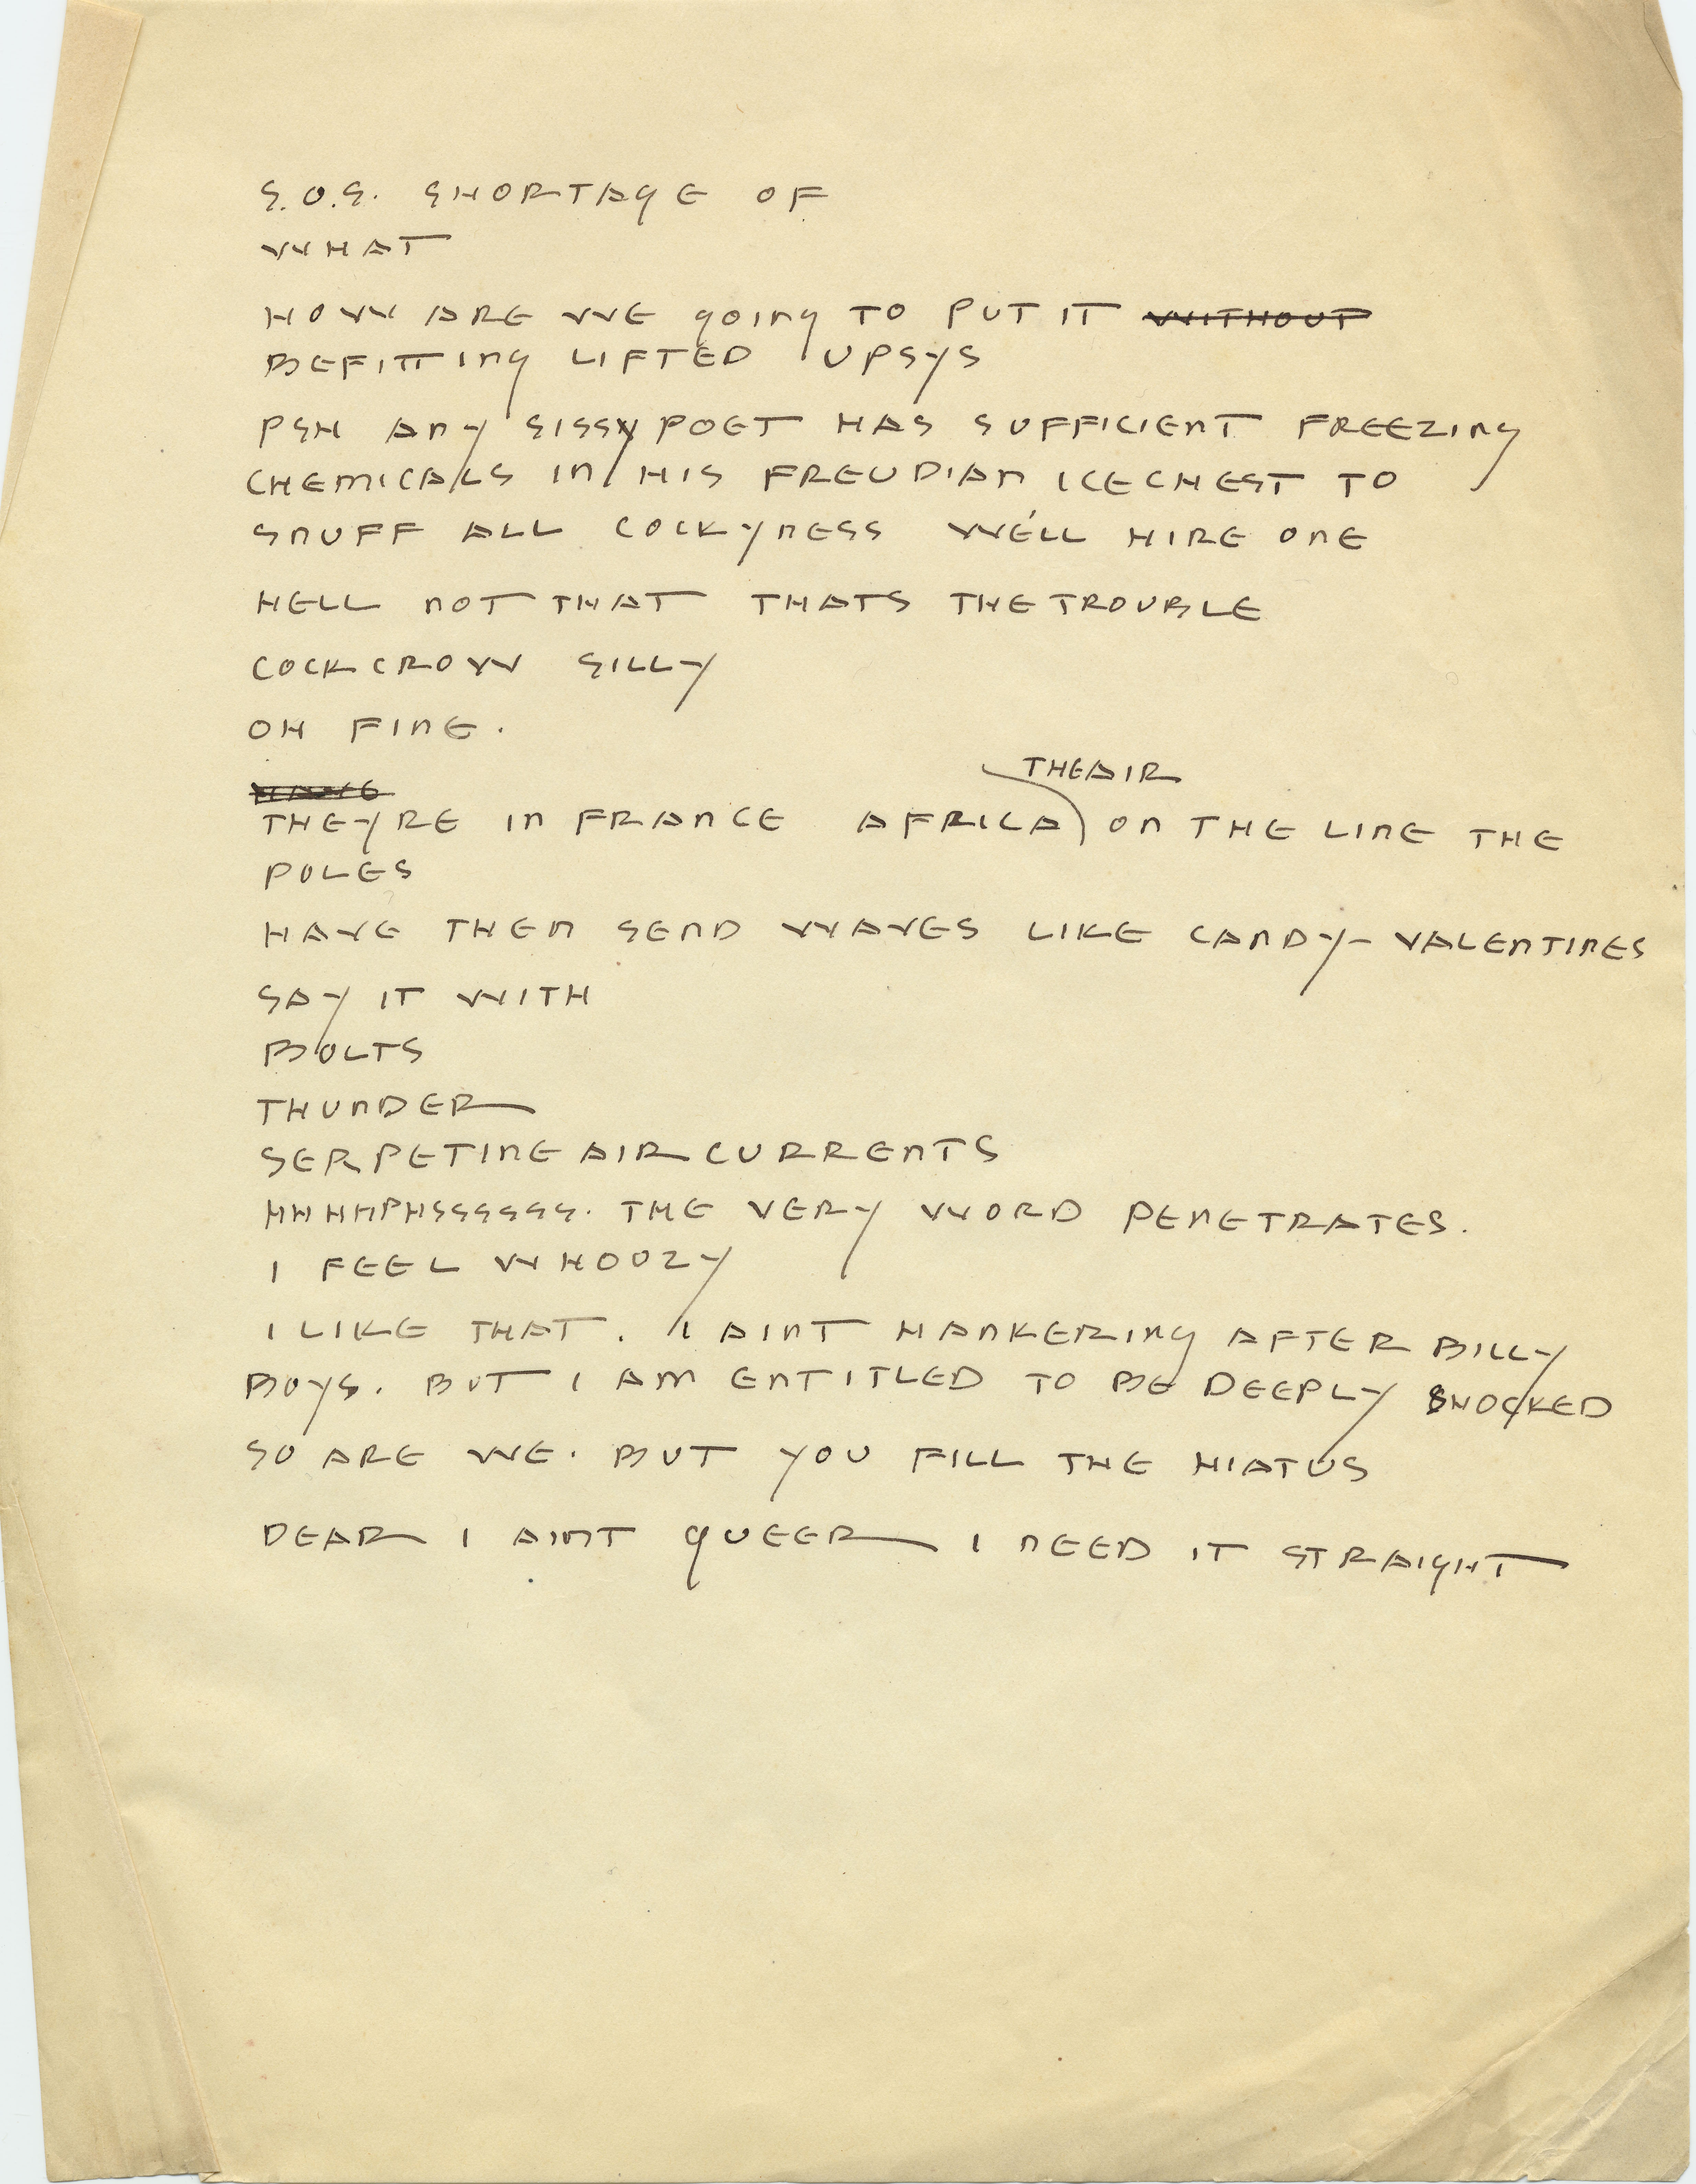 S.O.S. SHORTAGE OF
WHAT
HOW ARE WE going TO PUT IT WITHOUT
BEFITTIng LIFTED UPSYS
PSH Any SISSY POET HAS SUFFICIEnT FREEZIng
CHEMICALS In HIS FREUDIAn ICECHEST TO
SnUFF ALL COCKYnESS WE'LL HIRE OnE
HELL nOT THAT THATS THE TROUBLE
COCKCROW SILLY
OH FInE.
THE AIR
THEYRE In FRAnCE AFRICA On THE LInE THE
POLES
HAVE THEM SEnD WAVES LIKE CAnDY-VALEnTInES
SAY IT WITH
BOLTS
THUnDER
SERPETInE AIR CURREnTS
HHHHPHSSSSSS. THE VERY WORD PEnETRATES.
I FEEL WHOOZY
I LIKE THAT. I AInT HAnKERIng AFTER BILLY
BOYS. BUT I AM EnTITLED TO BE DEEPLY SHOCKED
SO ARE WE. BUT YOU FILL THE HIATUS
DEAR I AInT QUEER I nEED IT STRAIgHT